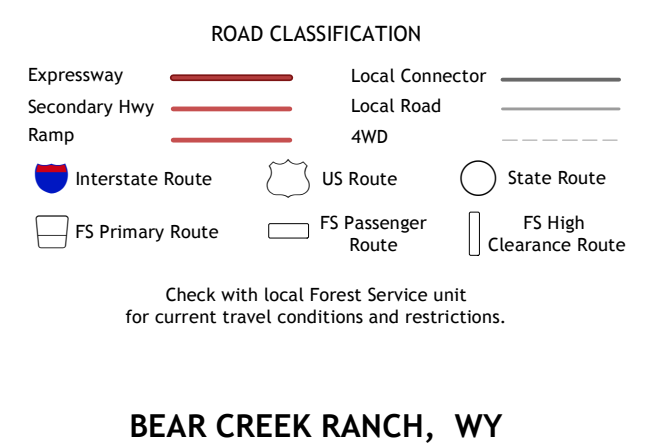 ROAD CLASSIFICATION
Expressway
Local Connector
Secondary Hwy
Local Road
Ramp
4WD
Interstate Route
US Route
State Route
FS Primary Route
FS Passenger
Route
FS High
Clearance Route
Check with local Forest Service unit
for current travel conditions and restrictions.
BEAR CREEK RANCH, WY